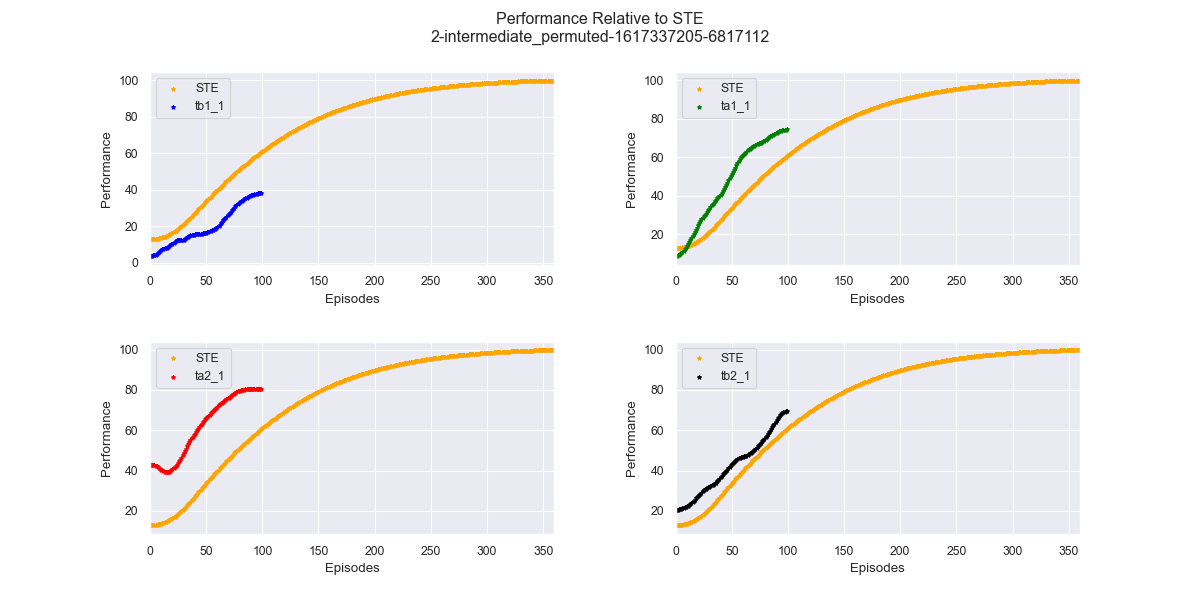 Performance Relative to STE
2-intermediate_permuted-1617337205-6817112
STE
tb1_1
Performance
100
80
60
40
20
0
0 50 100 150 200 250 300 350
Episodes
STE
ta1_1
Performance
100
80
60
40
20
0 50 100 150 200 250 300 350
Episodes
STE
ta2_1
Performance
100
80
60
40
20
0 50 100 150 200 250 300 350
Episodes
STE
tb2_1
Performance
100
80
60
40
20
0 50 100 150 200 250 300 350
Episodes